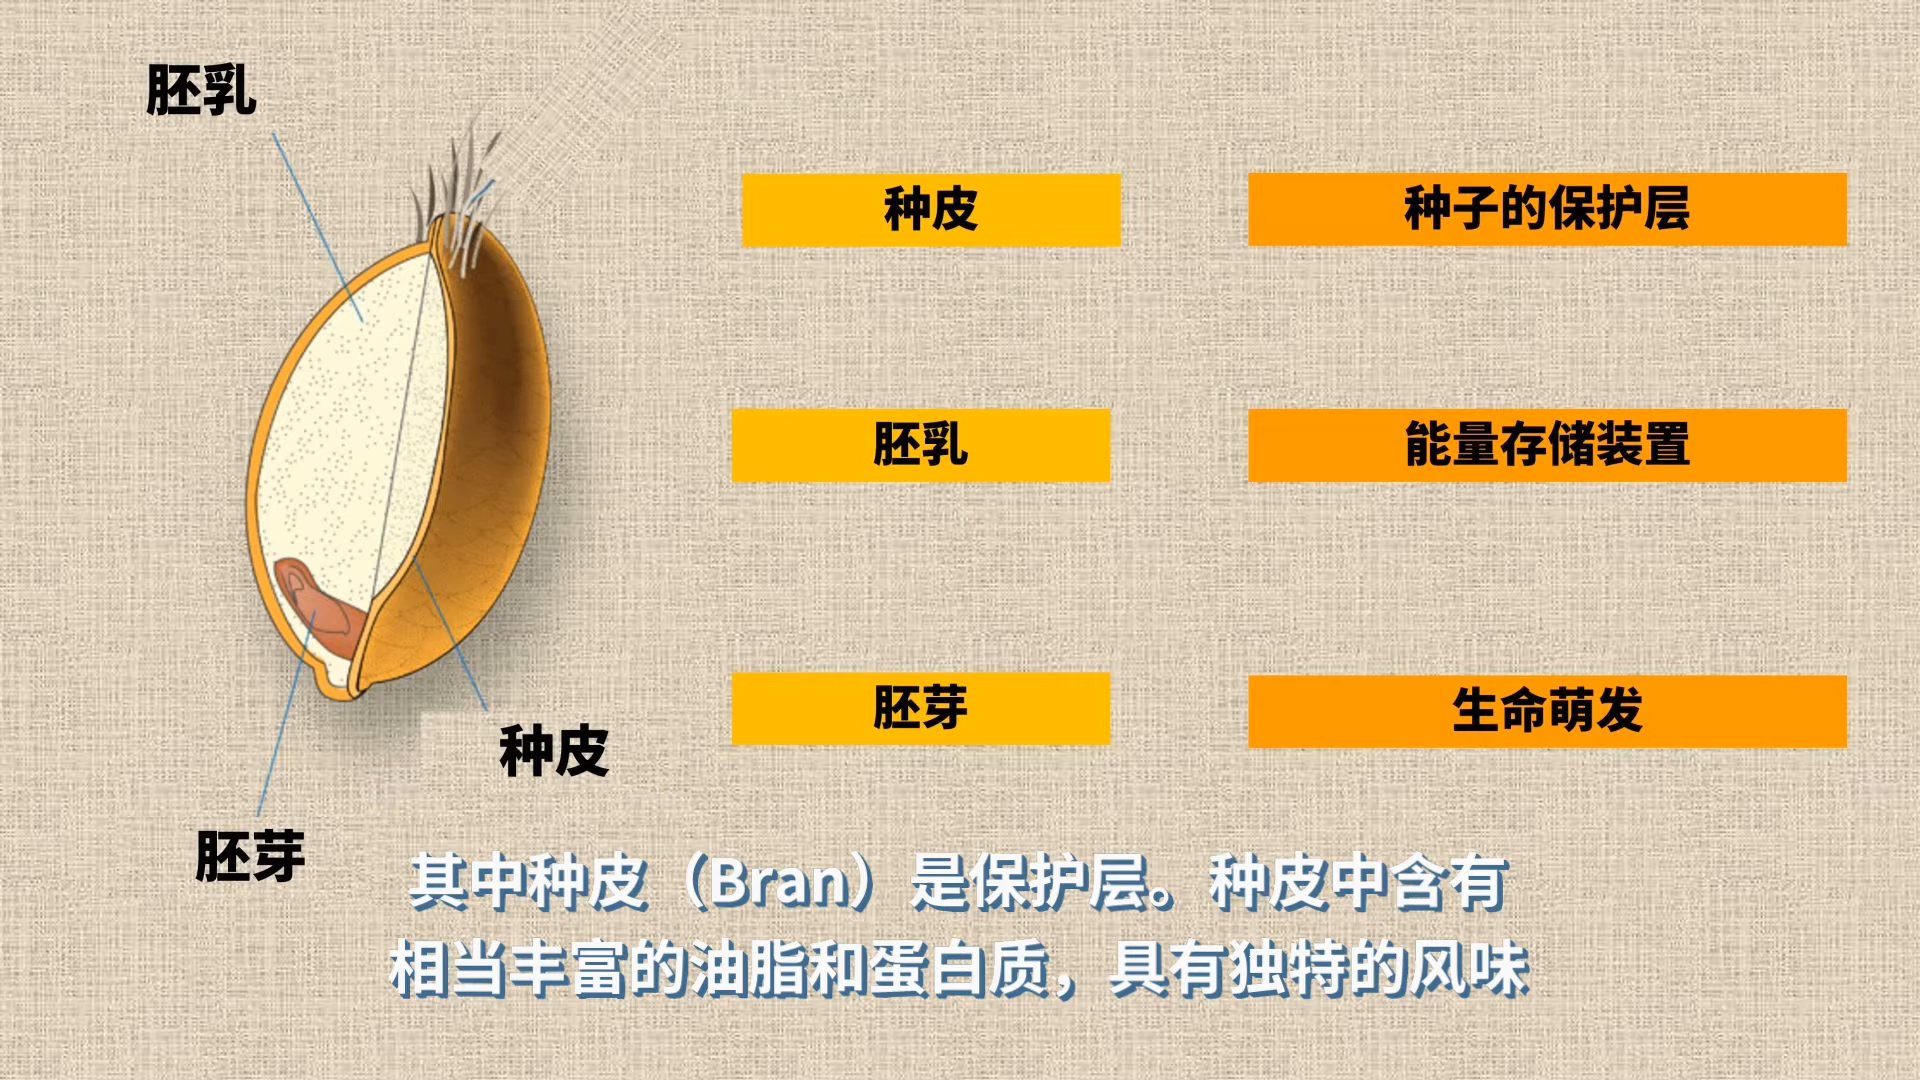 胚乳
种皮
种子的保护层
胚乳
能量存储装置
胚芽
生命萌发
种皮
胚芽
其中种皮（Bran）是保护层。种皮中含有
相当丰富的油脂和蛋白质，具有独特的风味